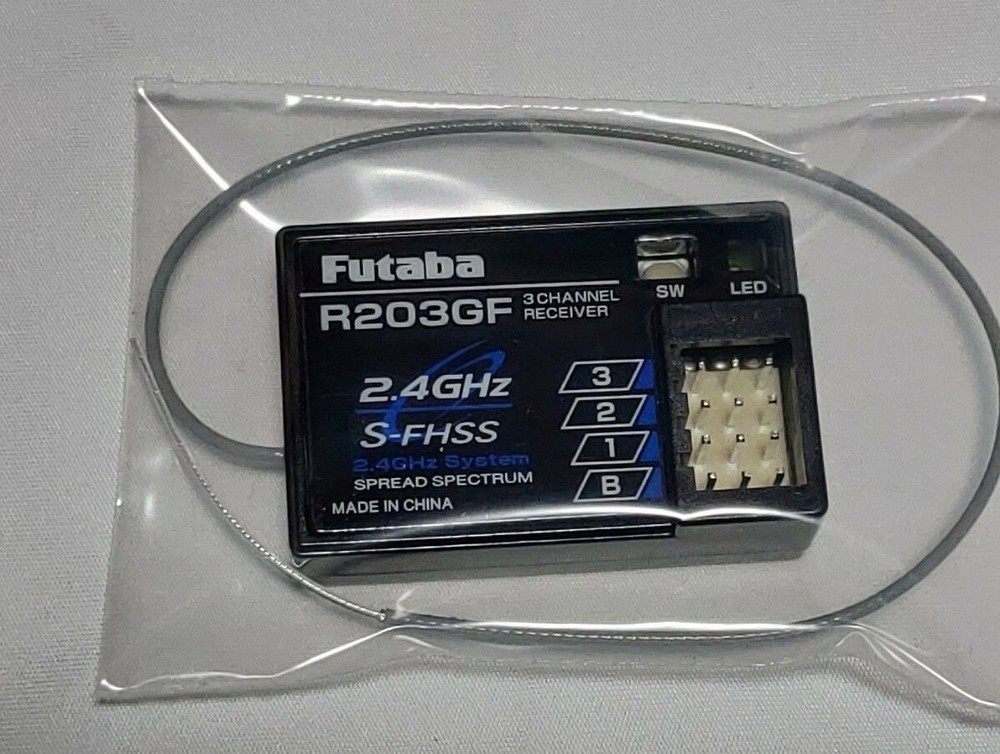 Futaba
R203GF
3 CHANNEL
RECEIVER
SW
LED
2.4GHz
S-FHSS
2.4GHz System
SPREAD SPECTRUM
MADE IN CHINA
3
2
1
B